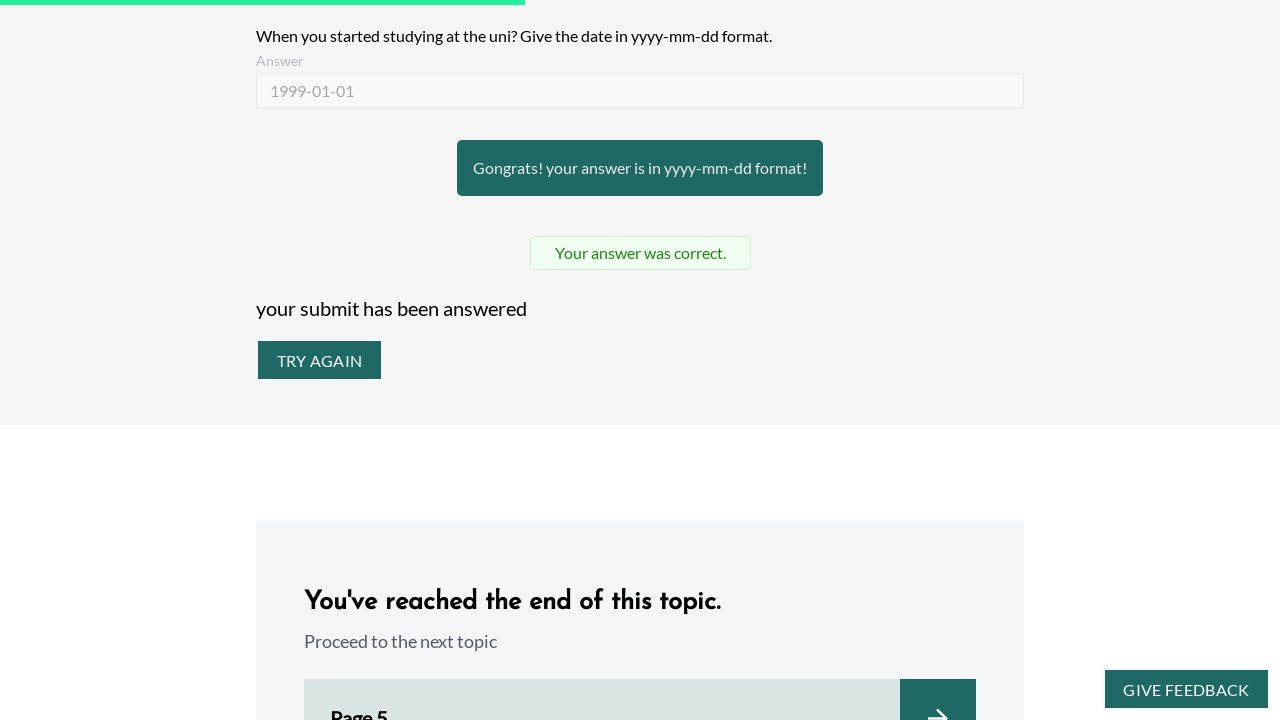 When you started studying at the uni? Give the date in yyyy-mm-dd format.
Answer
1999-01-01
Gongrats! your answer is in yyyy-mm-dd format!
Your answer was correct.
your submit has been answered
TRY AGAIN
You've reached the end of this topic.
Proceed to the next topic
Page 5
GIVE FEEDBACK